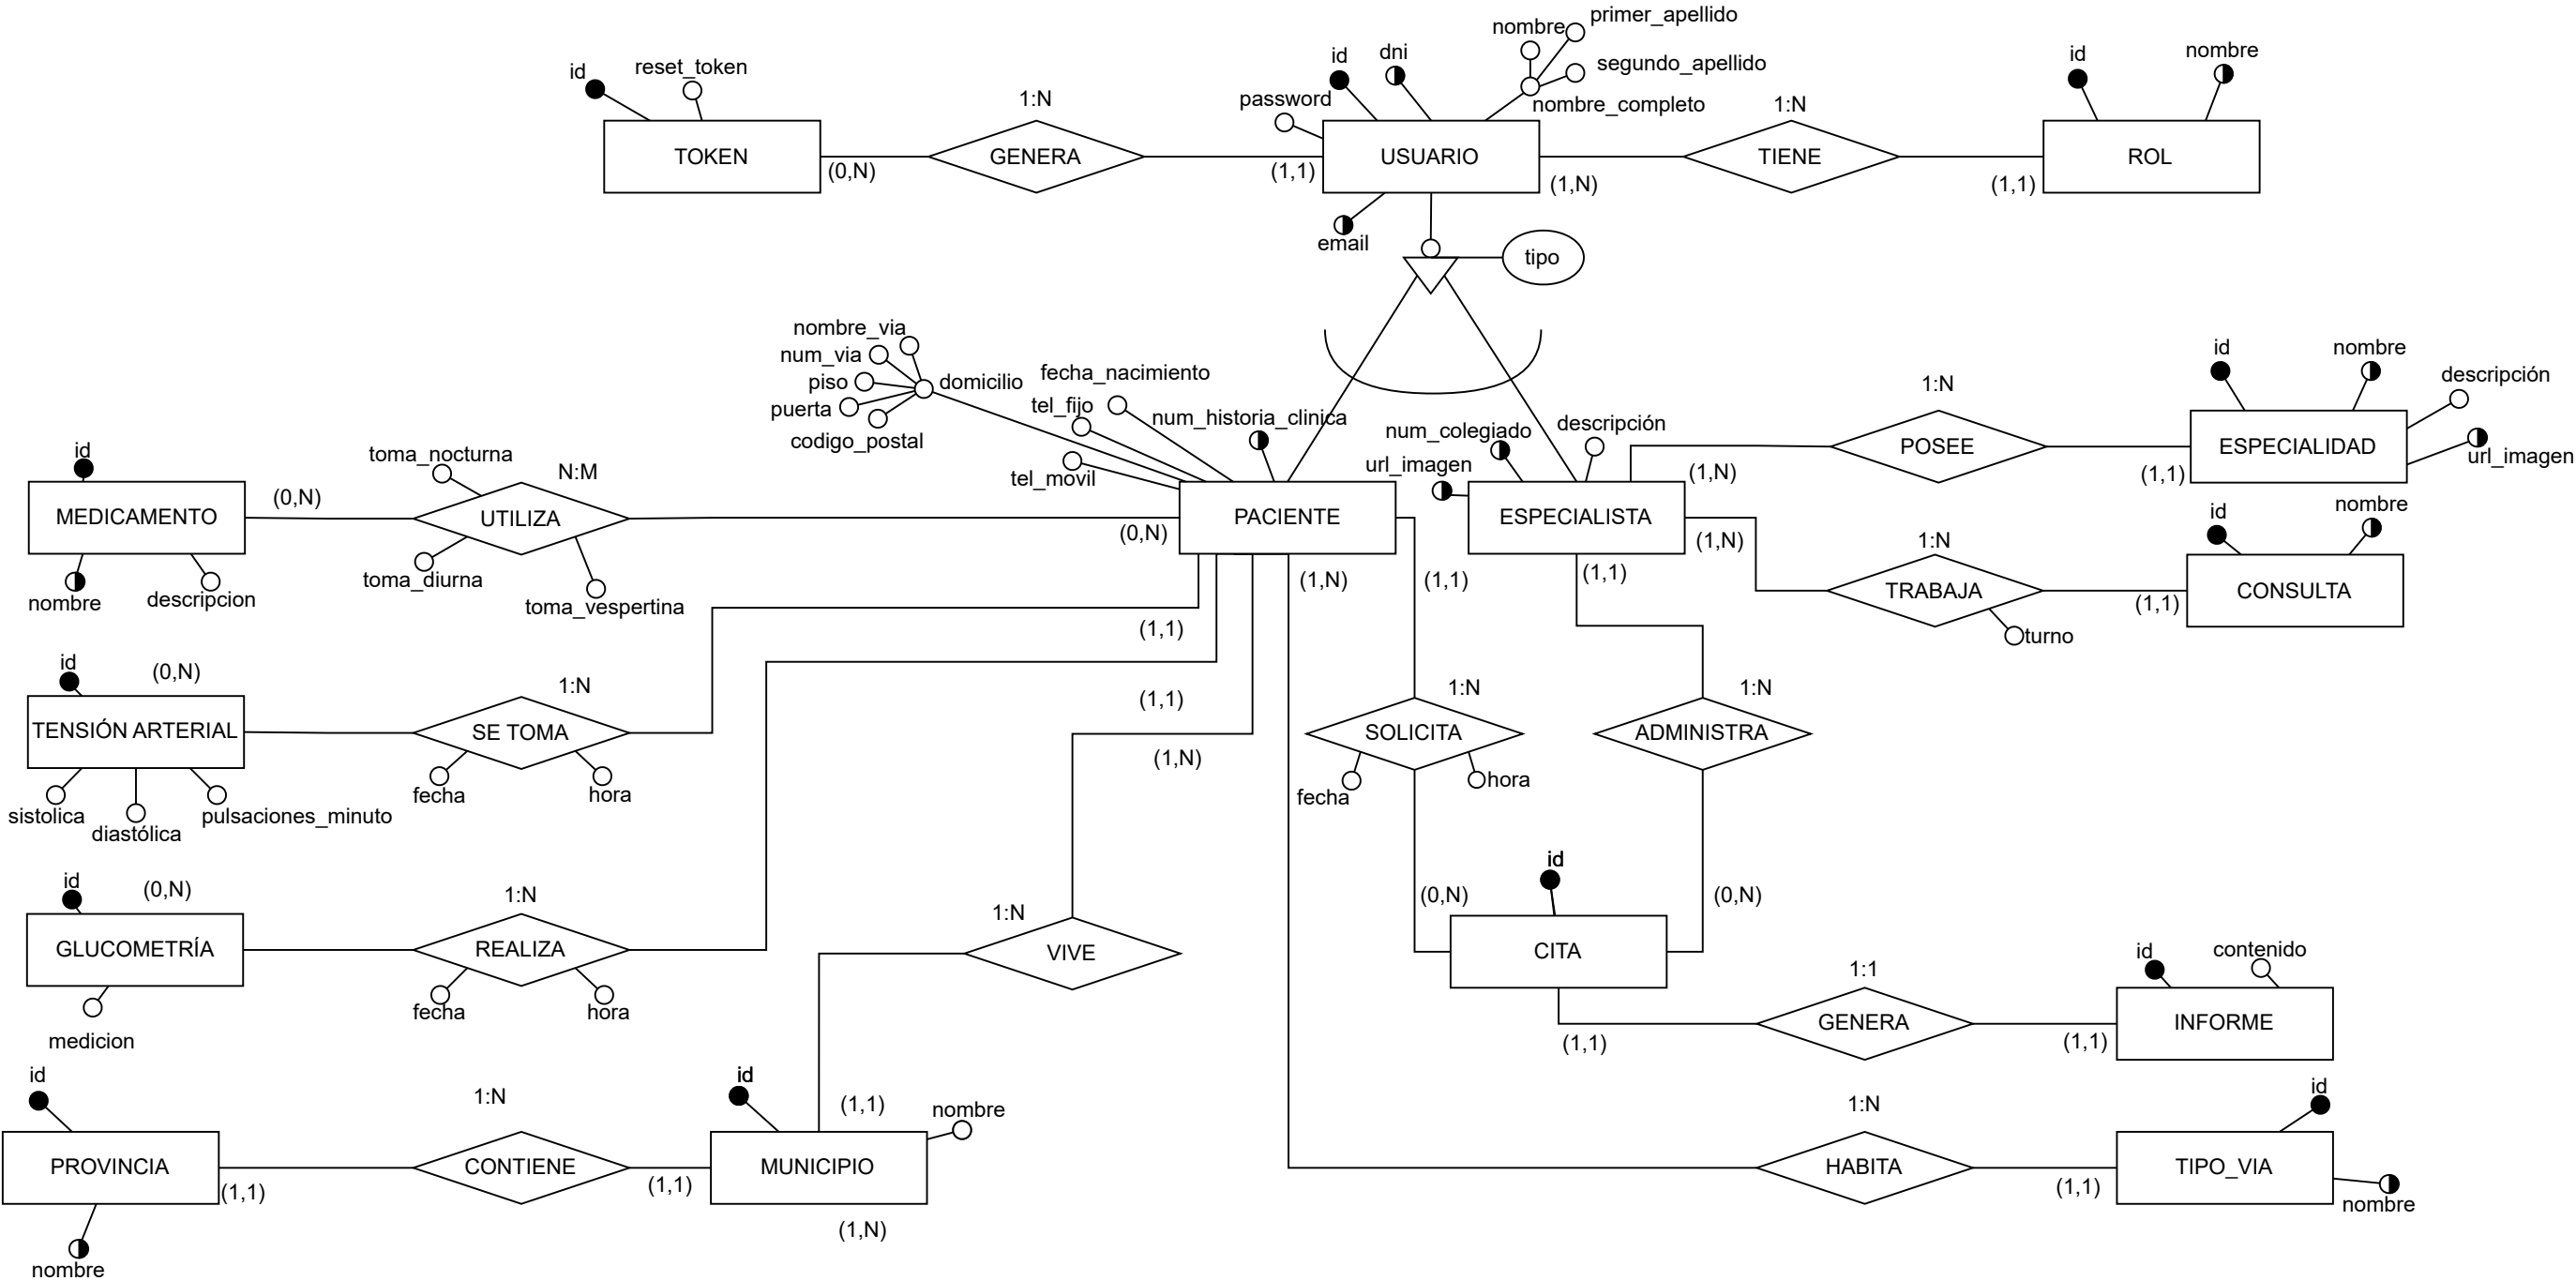 primer_apellido
nombre
segundo_apellido
nombre_completo
id
dni
password
id
reset_token
id
nombre
1:N
1:N
TOKEN
(0,N)
GENERA
(1,1)
USUARIO
(1,N)
TIENE
(1,1)
ROL
email
tipo
nombre_via
num_via
piso
puerta
codigo_postal
domicilio
fecha_nacimiento
tel_fijo
num_historia_clinica
tel_movil
num_colegiado
url_imagen
descripción
1:N
id
nombre
descripción
url_imagen
(1,N)
POSEE
(1,1)
ESPECIALIDAD
id
toma_nocturna
N:M
MEDICAMENTO
(0,N)
UTILIZA
(0,N)
PACIENTE
ESPECIALISTA
nombre
descripcion
toma_diurna
toma_vespertina
(1,N)
(1,1)
(1,1)
(1,N)
1:N
TRABAJA
turno
(1,1)
id
nombre
CONSULTA
(1,1)
id
(0,N)
1:N
TENSIÓN ARTERIAL
SE TOMA
sistolica
diastólica
pulsaciones_minuto
fecha
hora
(1,1)
(1,N)
1:N
SOLICITA
fecha
hora
1:N
ADMINISTRA
id
(0,N)
1:N
GLUCOMETRÍA
REALIZA
medicion
fecha
hora
1:N
VIVE
(0,N)
id
(0,N)
CITA
(1,1)
1:1
GENERA
(1,1)
id
contenido
INFORME
id
1:N
PROVINCIA
(1,1)
CONTIENE
(1,1)
id
(1,1)
nombre
MUNICIPIO
(1,N)
nombre
1:N
HABITA
(1,1)
id
TIPO_VIA
nombre